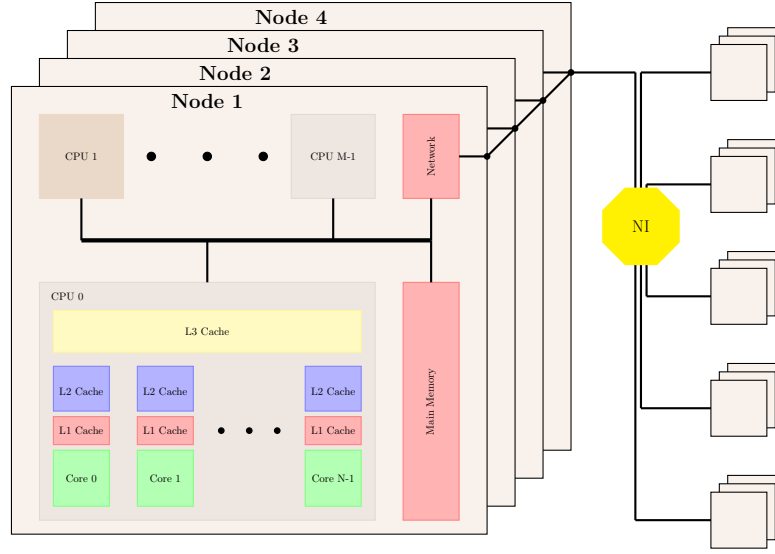 Node 4
Node 3
Node 2
Node 1
CPU 1
CPU M-1
Network
NI
CPU 0
L3 Cache
L2 Cache
L2 Cache
L2 Cache
L1 Cache
L1 Cache
L1 Cache
Core 0
Core 1
Core N-1
Main Memory